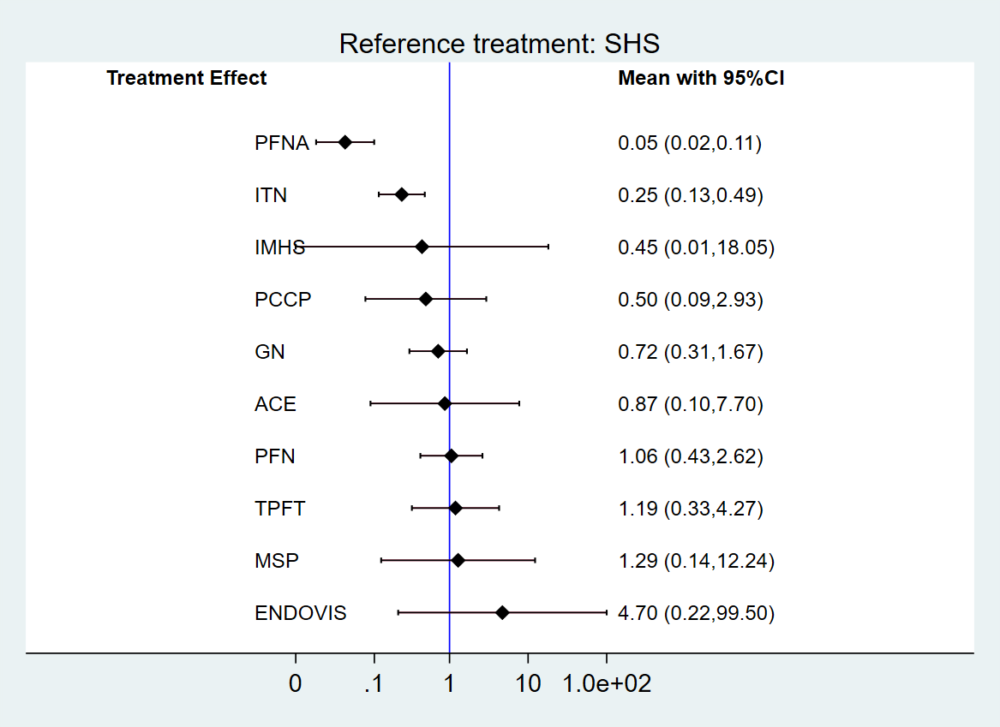 Reference treatment: SHS
Treatment Effect Mean with 95%CI
PFNA 0.05 (0.02,0.11)
ITN 0.25 (0.13,0.49)
IMHS 0.45 (0.01,18.05)
PCCP 0.50 (0.09,2.93)
GN 0.72 (0.31,1.67)
ACE 0.87 (0.10,7.70)
PFN 1.06 (0.43,2.62)
TPFT 1.19 (0.33,4.27)
MSP 1.29 (0.14,12.24)
ENDOVIS 4.70 (0.22,99.50)
0 .1 1 10 1.0e+02